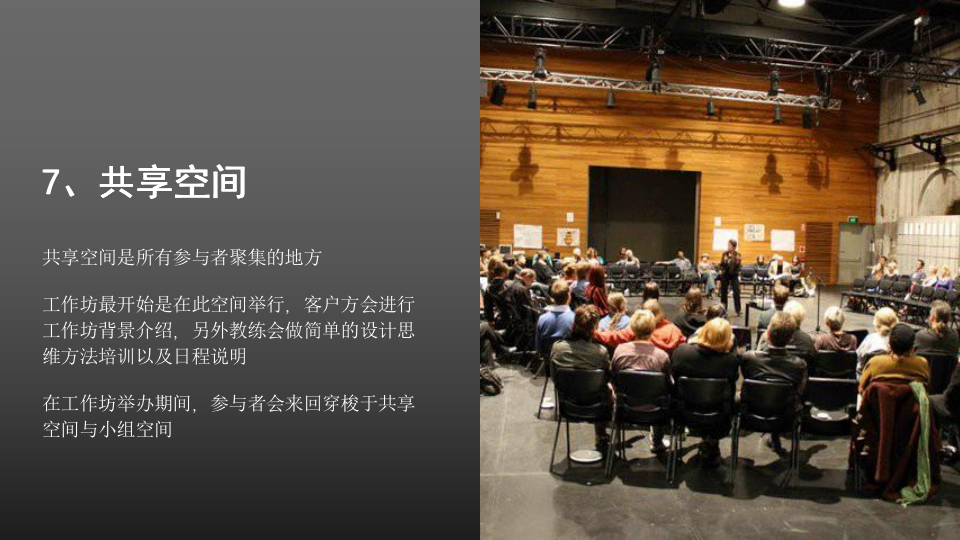 7、共享空间
共享空间是所有参与者聚集的地方
工作坊最开始是在此空间举行，客户方会进行
工作坊背景介绍，另外教练会做简单的设计思
维方法培训以及日程说明
在工作坊举办期间，参与者会来回穿梭于共享
空间与小组空间